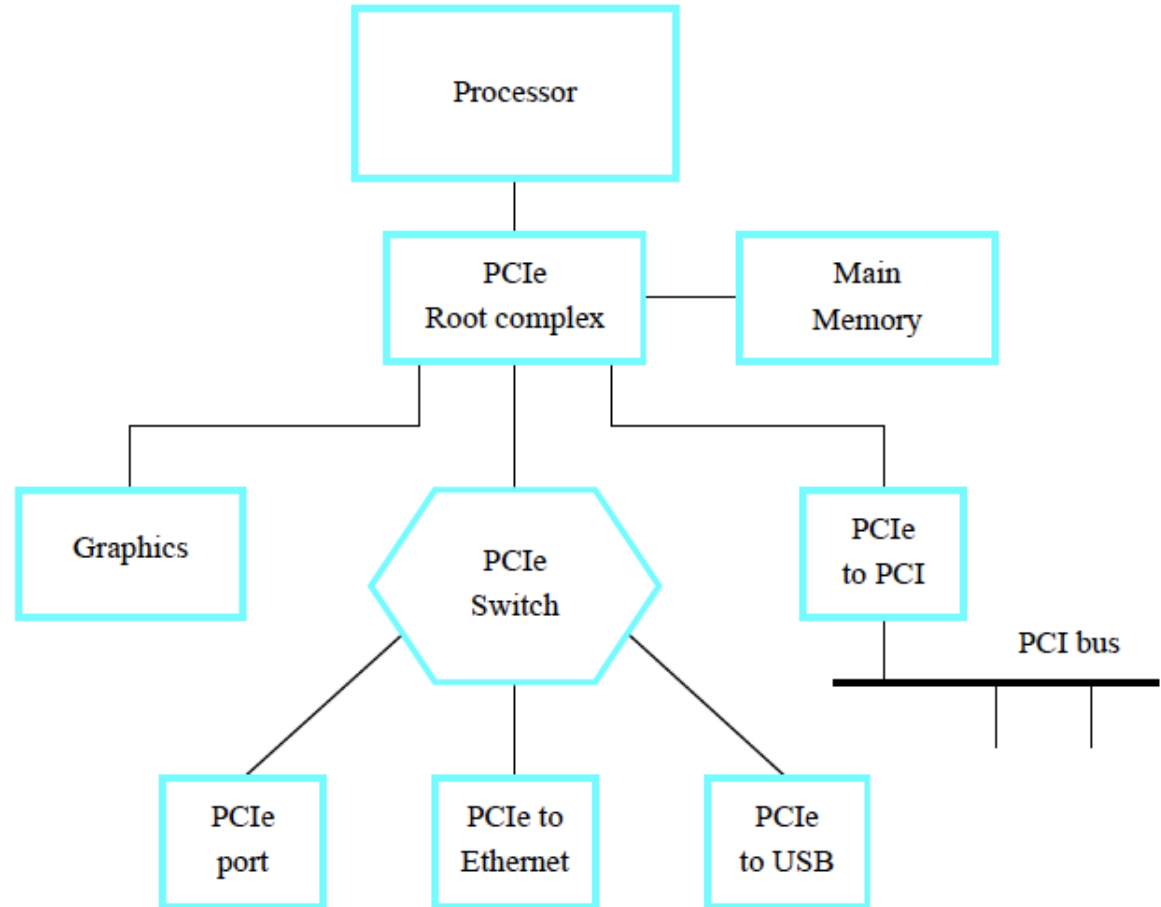 Processor
PCIe
Root complex
Main
Memory
Graphics
PCIe
Switch
PCIe
to PCI
PCI bus
PCIe
port
PCIe to
Ethernet
PCIe
to USB